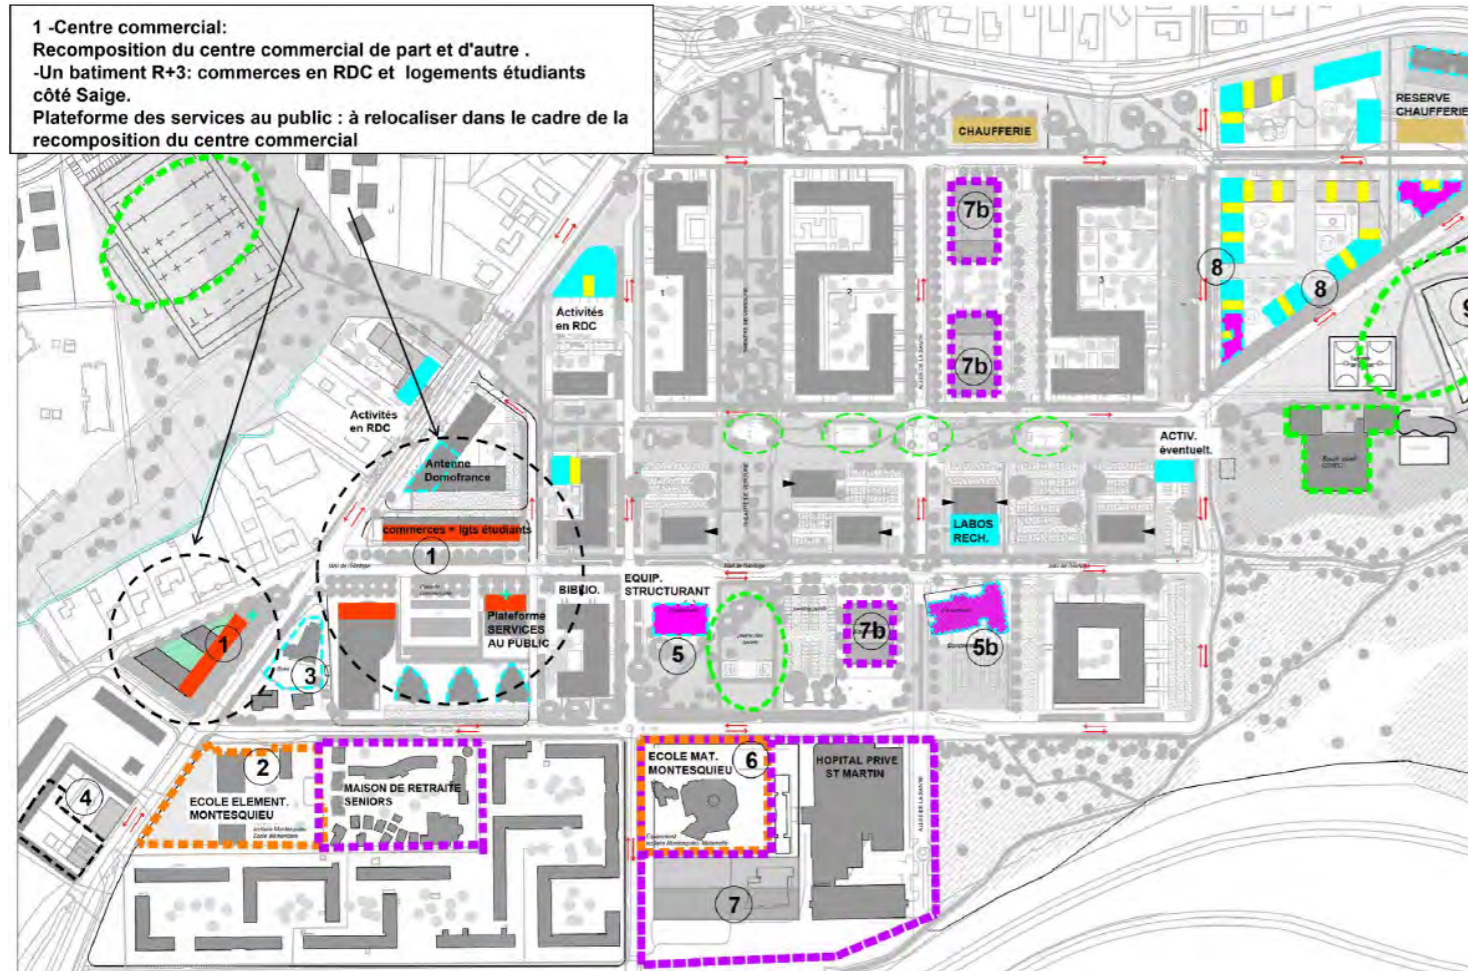 1 -Centre commercial:
Recomposition du centre commercial de part et d'autre .
-Un batiment R+3: commerces en RDC et logements étudiants
côté Saige.
Plateforme des services au public : à relocaliser dans le cadre de la
recomposition du centre commercial
CHAUFFERIE
RESERVE
CHAUFFERIE
7b
8
8
9
1
2
3
Activités
en RDC
7b
Activités
en RDC
Antenne
Domofrance
ACTIV.
éventuelt.
commerces + lgts étudiants
1
LABOS
RECH.
BIBLIO.
EQUIP.
STRUCTURANT
Plateforme
SERVICES
AU PUBLIC
1
3
5
7b
5b
2
ECOLE ELEMENT.
MONTESQUIEU
MAISON DE RETRAITE
SENIORS
ECOLE MAT.
MONTESQUIEU
6
HOPITAL PRIVE
ST MARTIN
4
7